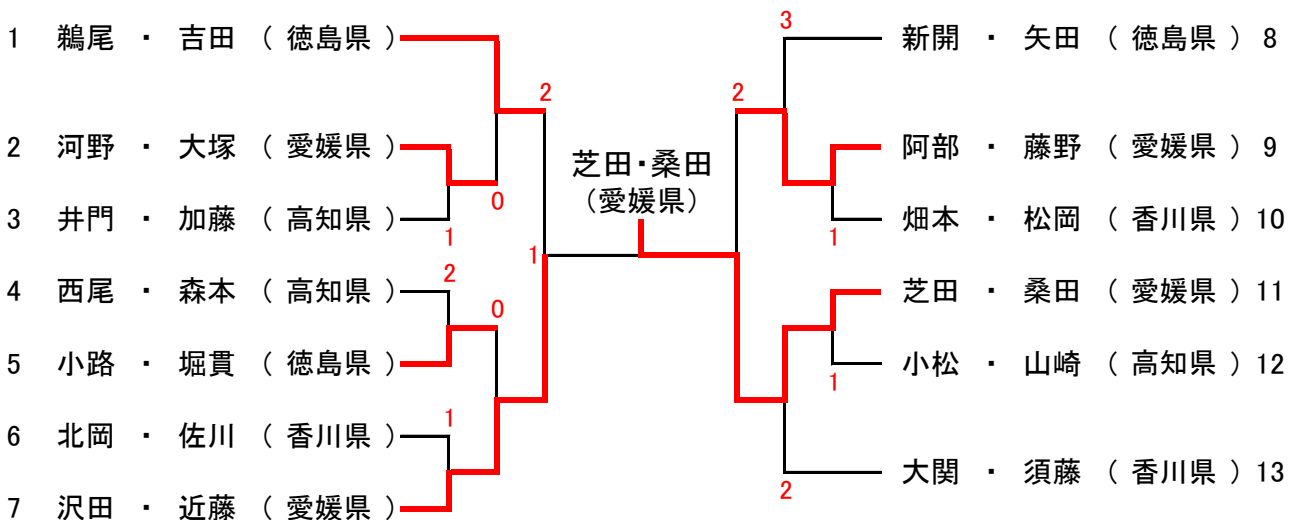 1 鵜尾 ・ 吉田 ( 徳島県 )
2 河野 ・ 大塚 ( 愛媛県 )
3 井門 ・ 加藤 ( 高知県 )
4 西尾 ・ 森本 ( 高知県 )
5 小路 ・ 堀貫 ( 徳島県 )
6 北岡 ・ 佐川 ( 香川県 )
7 沢田 ・ 近藤 ( 愛媛県 )
2
0
1
2
0
1
1
芝田・桑田
(愛媛県)
3
2
1
1
2
新開 ・ 矢田 ( 徳島県 ) 8
阿部 ・ 藤野 ( 愛媛県 ) 9
畑本 ・ 松岡 ( 香川県 ) 10
芝田 ・ 桑田 ( 愛媛県 ) 11
小松 ・ 山崎 ( 高知県 ) 12
大関 ・ 須藤 ( 香川県 ) 13